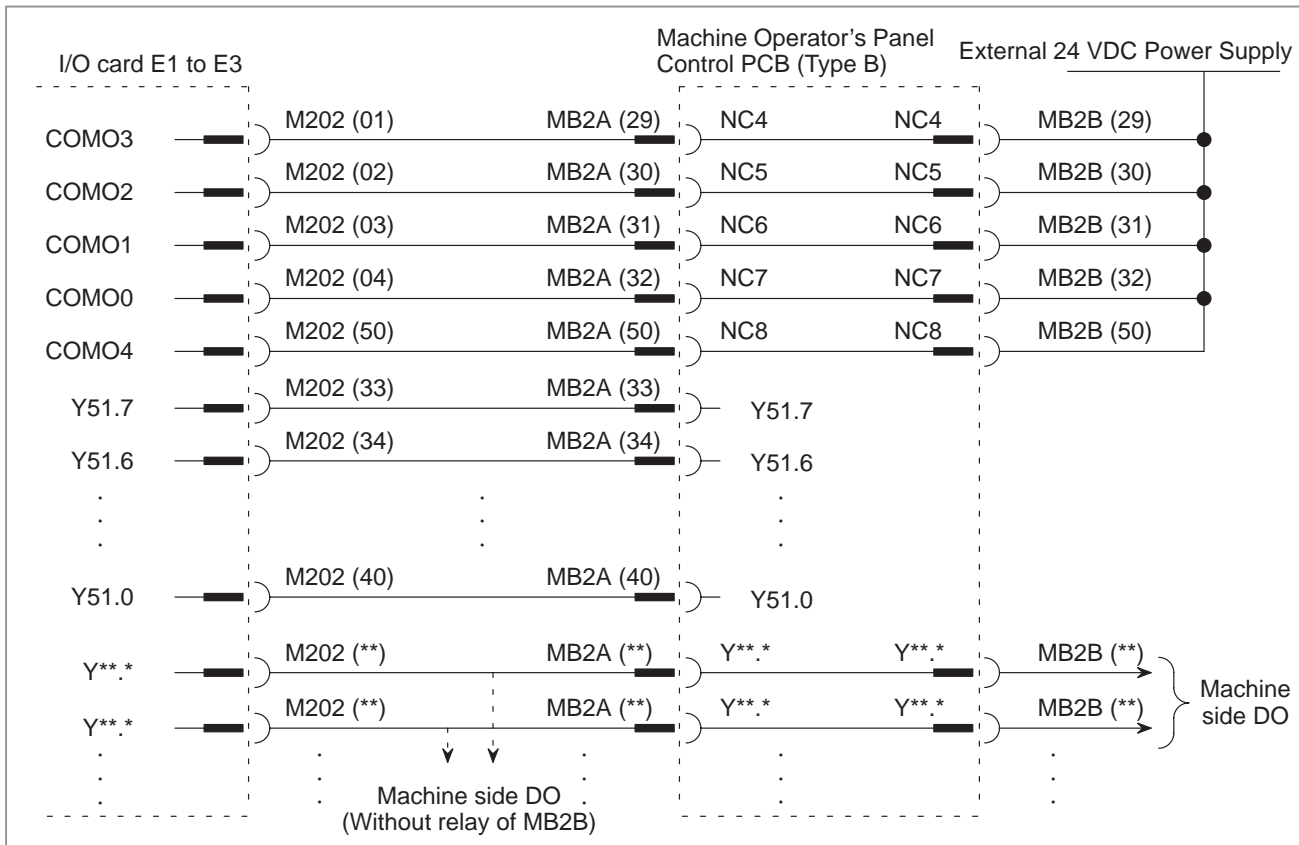 Machine Operator's Panel
Control PCB (Type B)
External 24 VDC Power Supply
I/O card E1 to E3
COMO3 M202 (01) MB2A (29) NC4 NC4 MB2B (29)
COMO2 M202 (02) MB2A (30) NC5 NC5 MB2B (30)
COMO1 M202 (03) MB2A (31) NC6 NC6 MB2B (31)
COMO0 M202 (04) MB2A (32) NC7 NC7 MB2B (32)
COMO4 M202 (50) MB2A (50) NC8 NC8 MB2B (50)
Y51.7 M202 (33) MB2A (33) Y51.7
Y51.6 M202 (34) MB2A (34) Y51.6
Y51.0 M202 (40) MB2A (40) Y51.0
Y**.* M202 (**) MB2A (**) Y**.* Y**.* MB2B (**)
Y**.* M202 (**) MB2A (**) Y**.* Y**.* MB2B (**)
Machine
side DO
Machine side DO
(Without relay of MB2B)